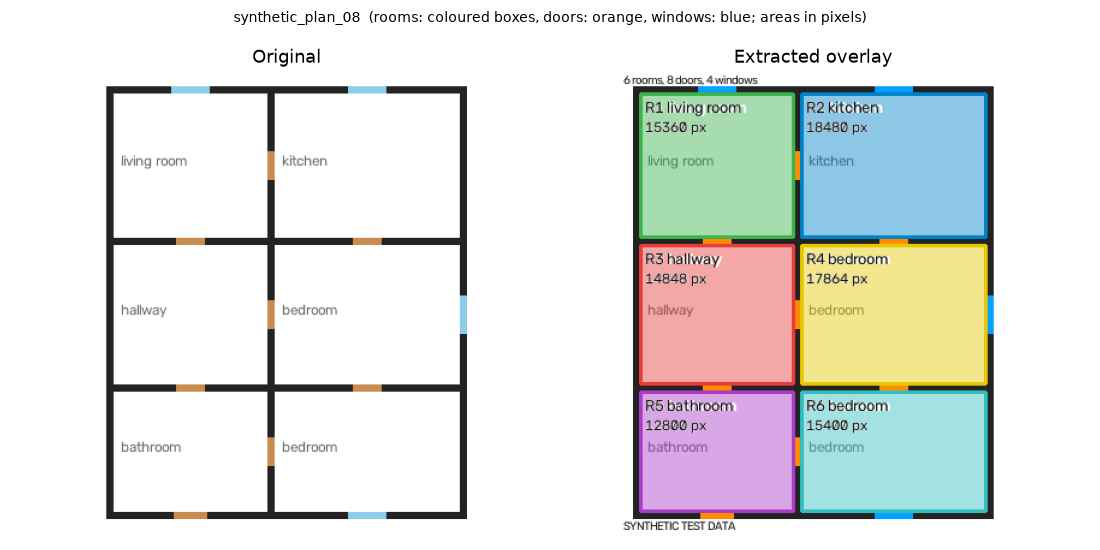 synthetic_plan_08  (rooms: coloured boxes, doors: orange, windows: blue; areas in pixels)
Original
living room
kitchen
hallway
bedroom
bathroom
bedroom
Extracted overlay
6 rooms, 8 doors, 4 windows
R1 living room
15360 px
living room
R2 kitchen
18480 px
kitchen
R3 hallway
14848 px
hallway
R4 bedroom
17864 px
bedroom
R5 bathroom
12800 px
bathroom
R6 bedroom
15400 px
bedroom
SYNTHETIC TEST DATA